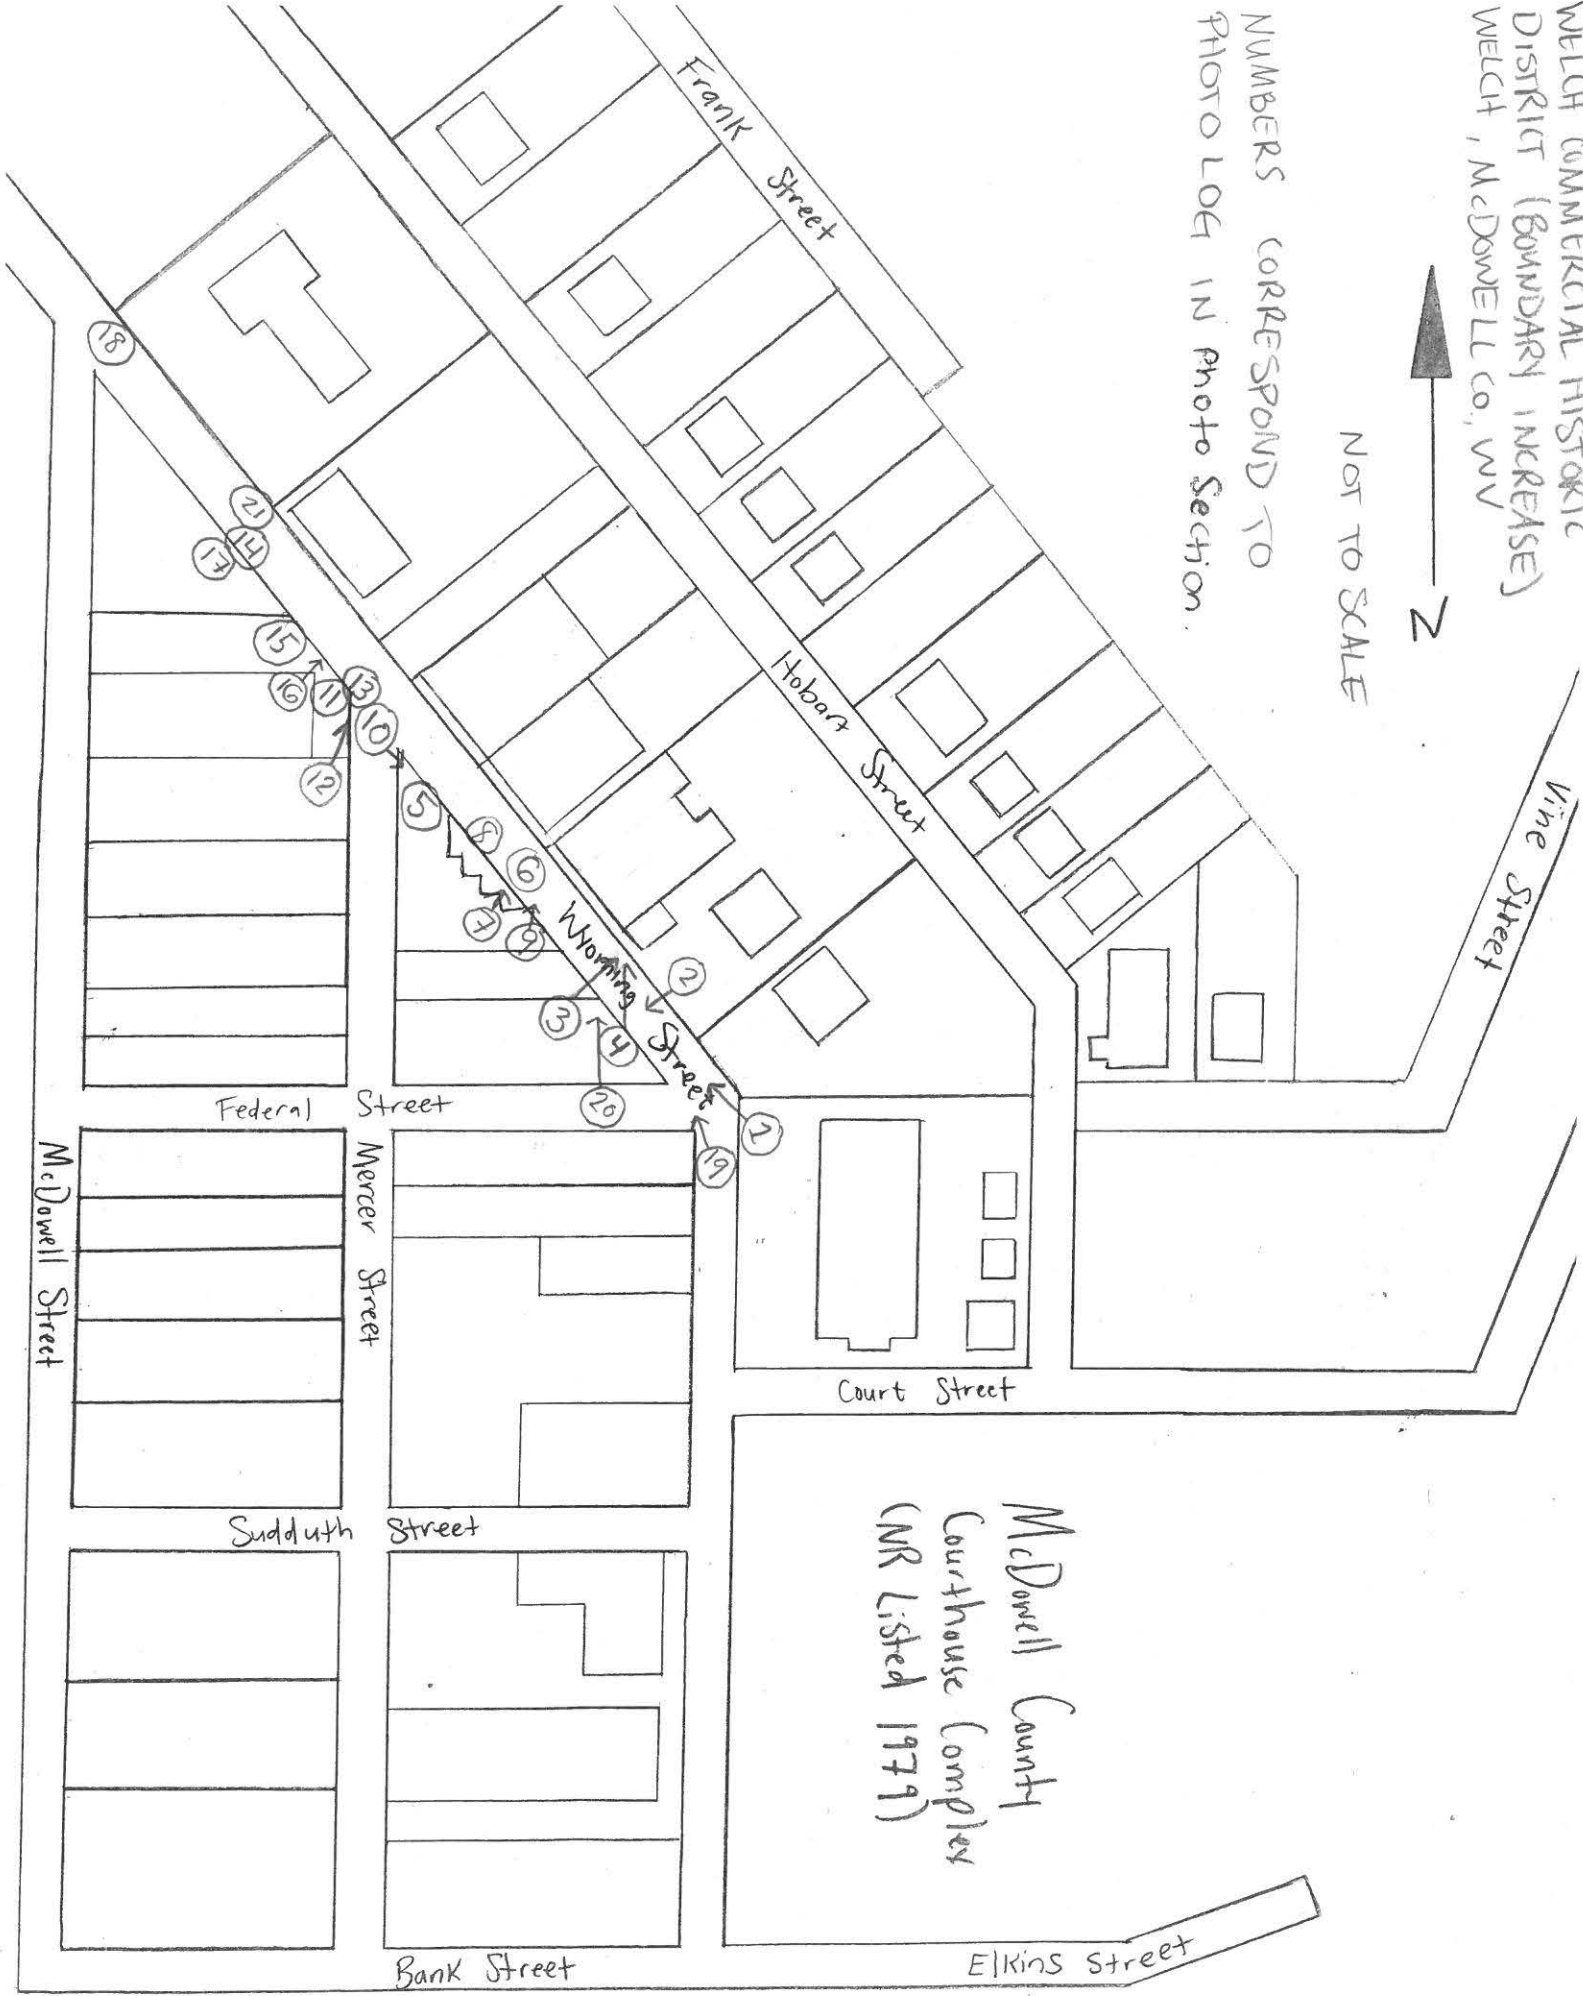 WELCH COMMERCIAL HISTORIC
DISTRICT (BOUNDARY INCREASE)
WELCH, McDOWELL CO., WV
N
NOT TO SCALE
NUMBERS CORRESPOND TO
PHOTO LOG IN Photo Section.
Frank Street
Hobart Street
Vine Street
Wyoming Street
18
21
14
17
15
16
11
13
10
12
5
8
6
7
9
2
3
4
20
1
19
Federal Street
McDowell Street
Mercer Street
Court Street
Sudduth Street
McDowell County
Courthouse Complex
(NR Listed 1979)
Bank Street
Elkins Street